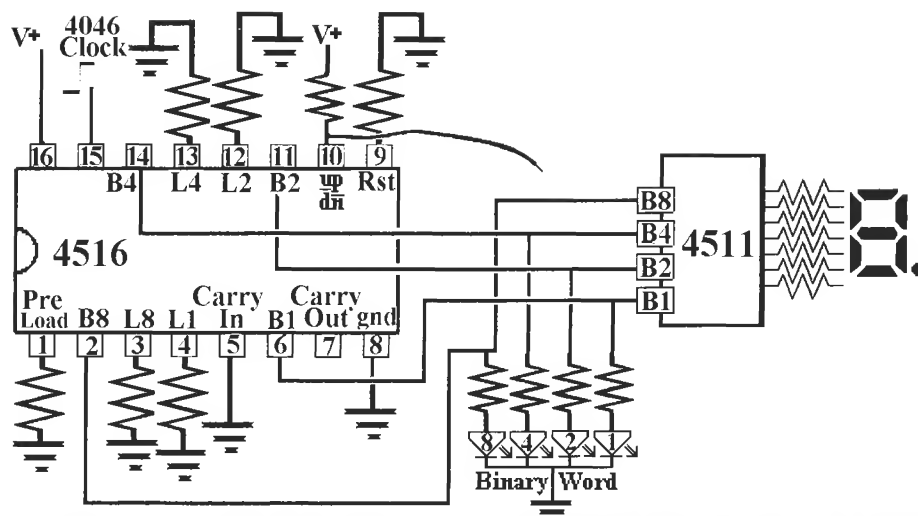 V+
4046
Clock
V+
16 15 14 13 12 11 10 9
B4 L4 L2 B2 up Rst
dn
4516
Pre
Load B8 L8 L1 Carry In B1 Carry Out gnd
1 2 3 4 5 6 7 8
B8
B4
B2
B1
4511
8 4 2 1
Binary Word